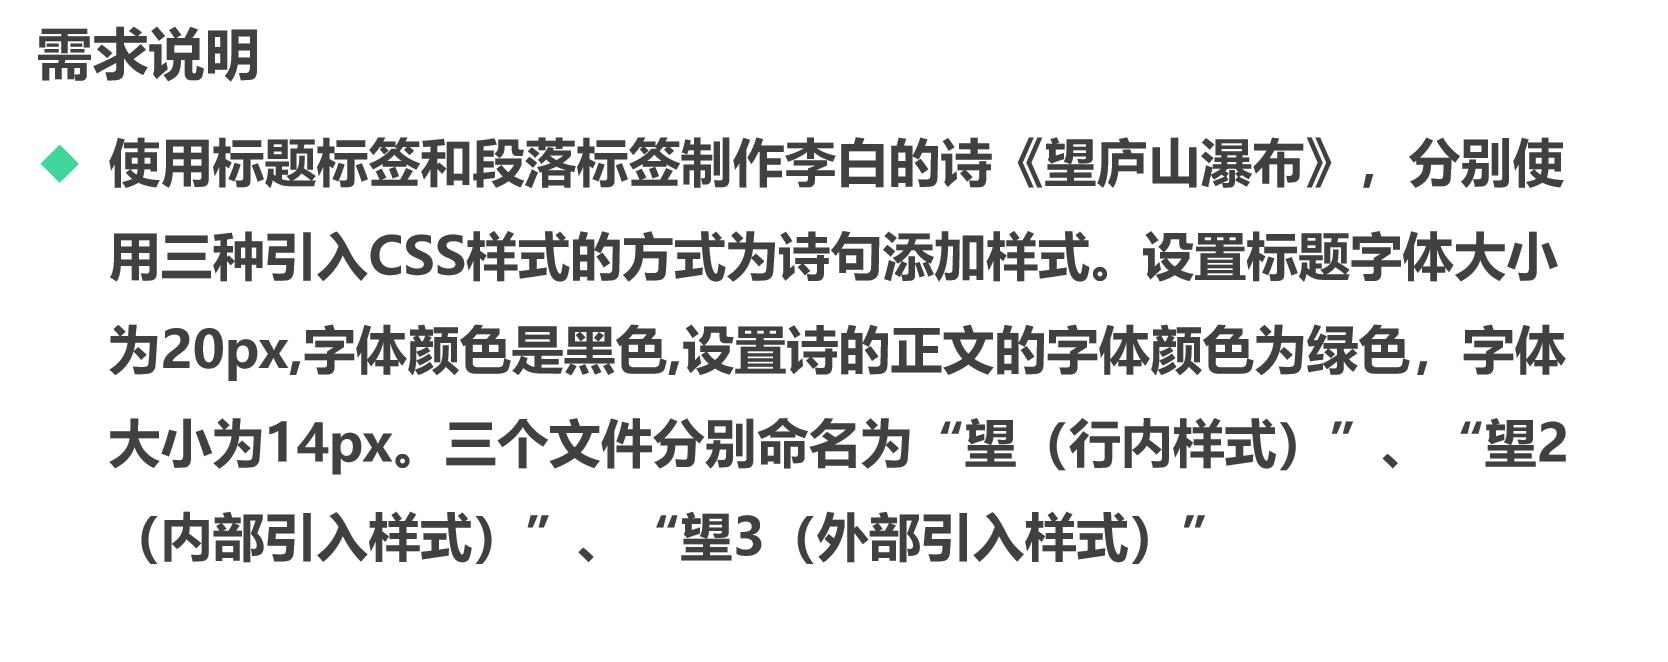 需求说明
使用标题标签和段落标签制作李白的诗《望庐山瀑布》，分别使
用三种引入CSS样式的方式为诗句添加样式。设置标题字体大小
为20px,字体颜色是黑色,设置诗的正文的字体颜色为绿色，字体
大小为14px。三个文件分别命名为“望（行内样式）”、“望2
（内部引入样式）”、“望3（外部引入样式）”